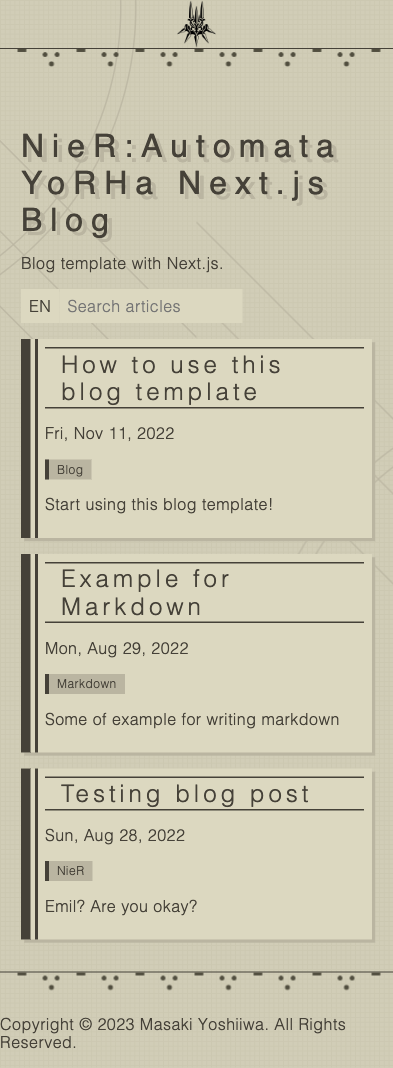 NieR:Automata
YoRHa Next.js
Blog
Blog template with Next.js.
EN Search articles
How to use this
blog template
Fri, Nov 11, 2022
Blog
Start using this blog template!
Example for
Markdown
Mon, Aug 29, 2022
Markdown
Some of example for writing markdown
Testing blog post
Sun, Aug 28, 2022
NieR
Emil? Are you okay?
Copyright © 2023 Masaki Yoshiiwa. All Rights
Reserved.